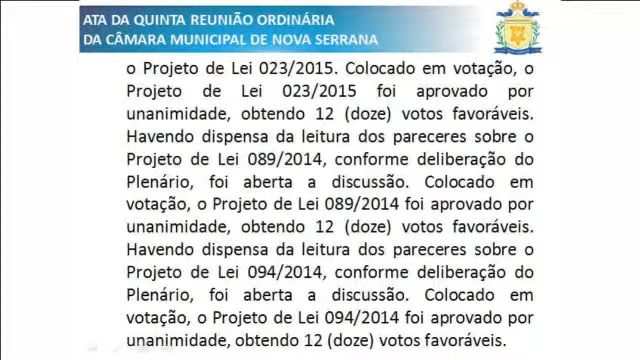 ATA DA QUINTA REUNIÃO ORDINÁRIA
DA CÂMARA MUNICIPAL DE NOVA SERRANA
o Projeto de Lei 023/2015. Colocado em votação, o
Projeto de Lei 023/2015 foi aprovado por
unanimidade, obtendo 12 (doze) votos favoráveis.
Havendo dispensa da leitura dos pareceres sobre o
Projeto de Lei 089/2014, conforme deliberação do
Plenário, foi aberta a discussão. Colocado em
votação, o Projeto de Lei 089/2014 foi aprovado por
unanimidade, obtendo 12 (doze) votos favoráveis.
Havendo dispensa da leitura dos pareceres sobre o
Projeto de Lei 094/2014, conforme deliberação do
Plenário, foi aberta a discussão. Colocado em
votação, o Projeto de Lei 094/2014 foi aprovado por
unanimidade, obtendo 12 (doze) votos favoráveis.